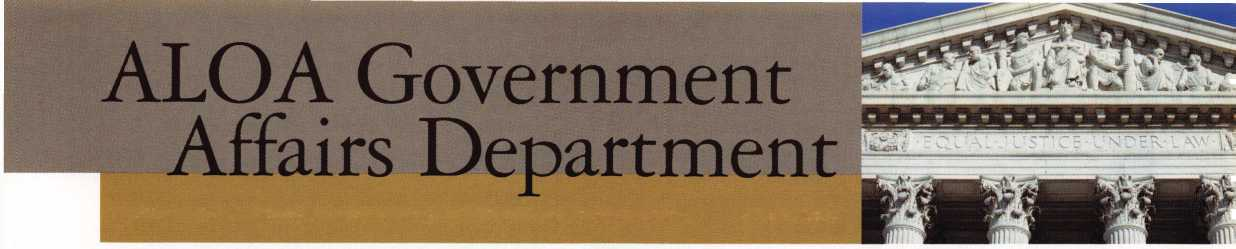 ALOA Government
Affairs Department
EQUAL·JUSTICE·UNDER·LAW